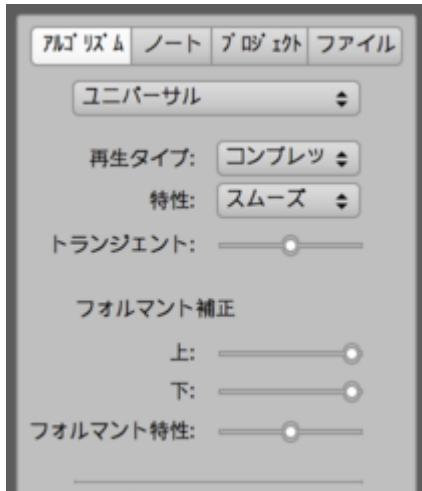 アルゴリズム ノート プロジェクト ファイル
ユニバーサル
再生タイプ: コンプレッ
特性: スムーズ
トランジェント:
フォルマント補正
上:
下:
フォルマント特性: